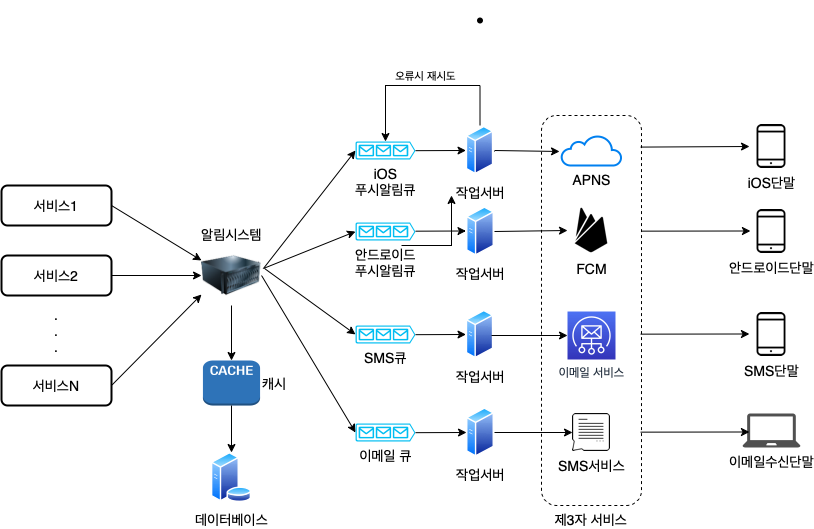 오류시 재시도
iOS
푸시알림큐
작업서버
APNS
iOS단말
서비스1
알림시스템
안드로이드
푸시알림큐
작업서버
FCM
안드로이드단말
서비스2
.
.
.
SMS큐
작업서버
이메일 서비스
SMS단말
서비스N
CACHE
캐시
이메일 큐
작업서버
SMS서비스
이메일수신단말
데이터베이스
제3자 서비스